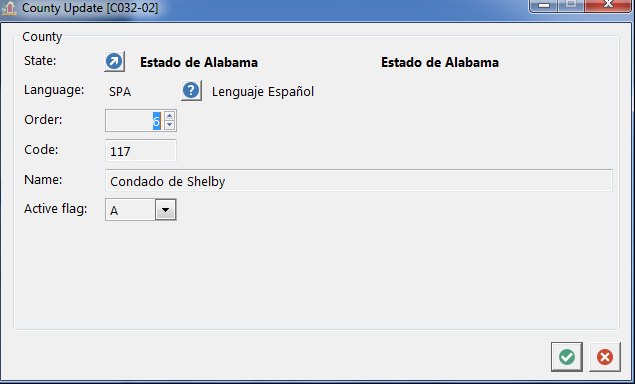 County Update [C032-02]
County
State: Estado de Alabama Estado de Alabama
Language: SPA ? Lenguaje Español
Order: 6
Code: 117
Name: Condado de Shelby
Active flag: A